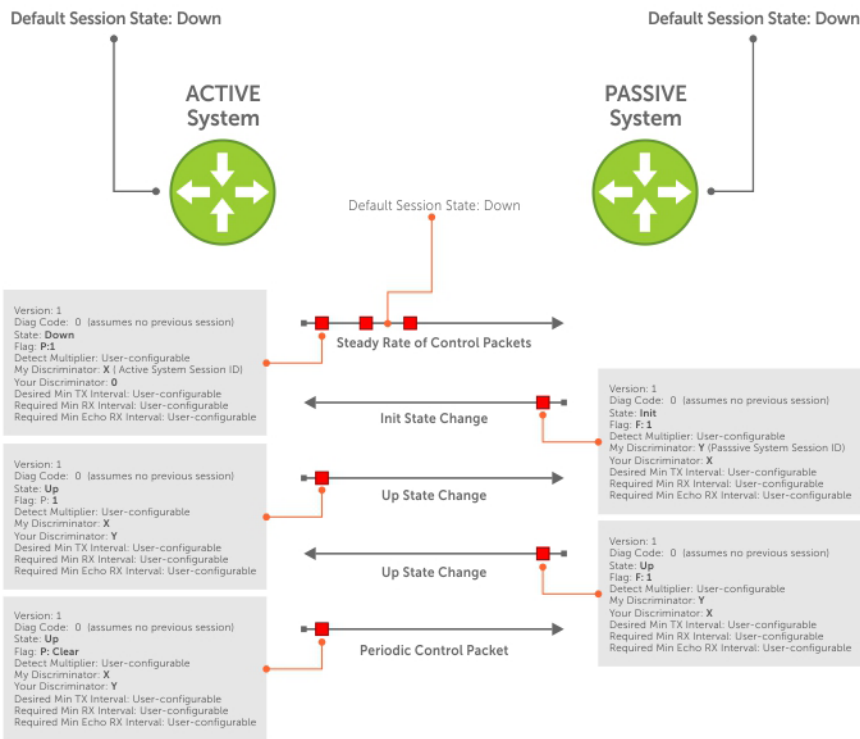 Default Session State: Down
Default Session State: Down
ACTIVE
System
PASSIVE
System
Default Session State: Down
Version: 1
Diag Code: 0 (assumes no previous session)
State: Down
Flag: P:1
Detect Multiplier: User-configurable
My Discriminator: X ( Active System Session ID)
Your Discriminator: 0
Desired Min TX Interval: User-configurable
Required Min RX Interval: User-configurable
Required Min Echo RX Interval: User-configurable
Steady Rate of Control Packets
Init State Change
Version: 1
Diag Code: 0 (assumes no previous session)
State: Init
Flag: F: 1
Detect Multiplier: User-configurable
My Discriminator: Y (Passsive System Session ID)
Your Discriminator: X
Desired Min TX Interval: User-configurable
Required Min RX Interval: User-configurable
Required Min Echo RX Interval: User-configurable
Version: 1
Diag Code: 0 (assumes no previous session)
State: Up
Flag: P: 1
Detect Multiplier: User-configurable
My Discriminator: X
Your Discriminator: Y
Desired Min TX Interval: User-configurable
Required Min RX Interval: User-configurable
Required Min Echo RX Interval: User-configurable
Up State Change
Up State Change
Version: 1
Diag Code: 0 (assumes no previous session)
State: Up
Flag: F: 1
Detect Multiplier: User-configurable
My Discriminator: Y
Your Discriminator: X
Desired Min TX Interval: User-configurable
Required Min RX Interval: User-configurable
Required Min Echo RX Interval: User-configurable
Version: 1
Diag Code: 0 (assumes no previous session)
State: Up
Flag: P: Clear
Detect Multiplier: User-configurable
My Discriminator: X
Your Discriminator: Y
Desired Min TX Interval: User-configurable
Required Min RX Interval: User-configurable
Required Min Echo RX Interval: User-configurable
Periodic Control Packet